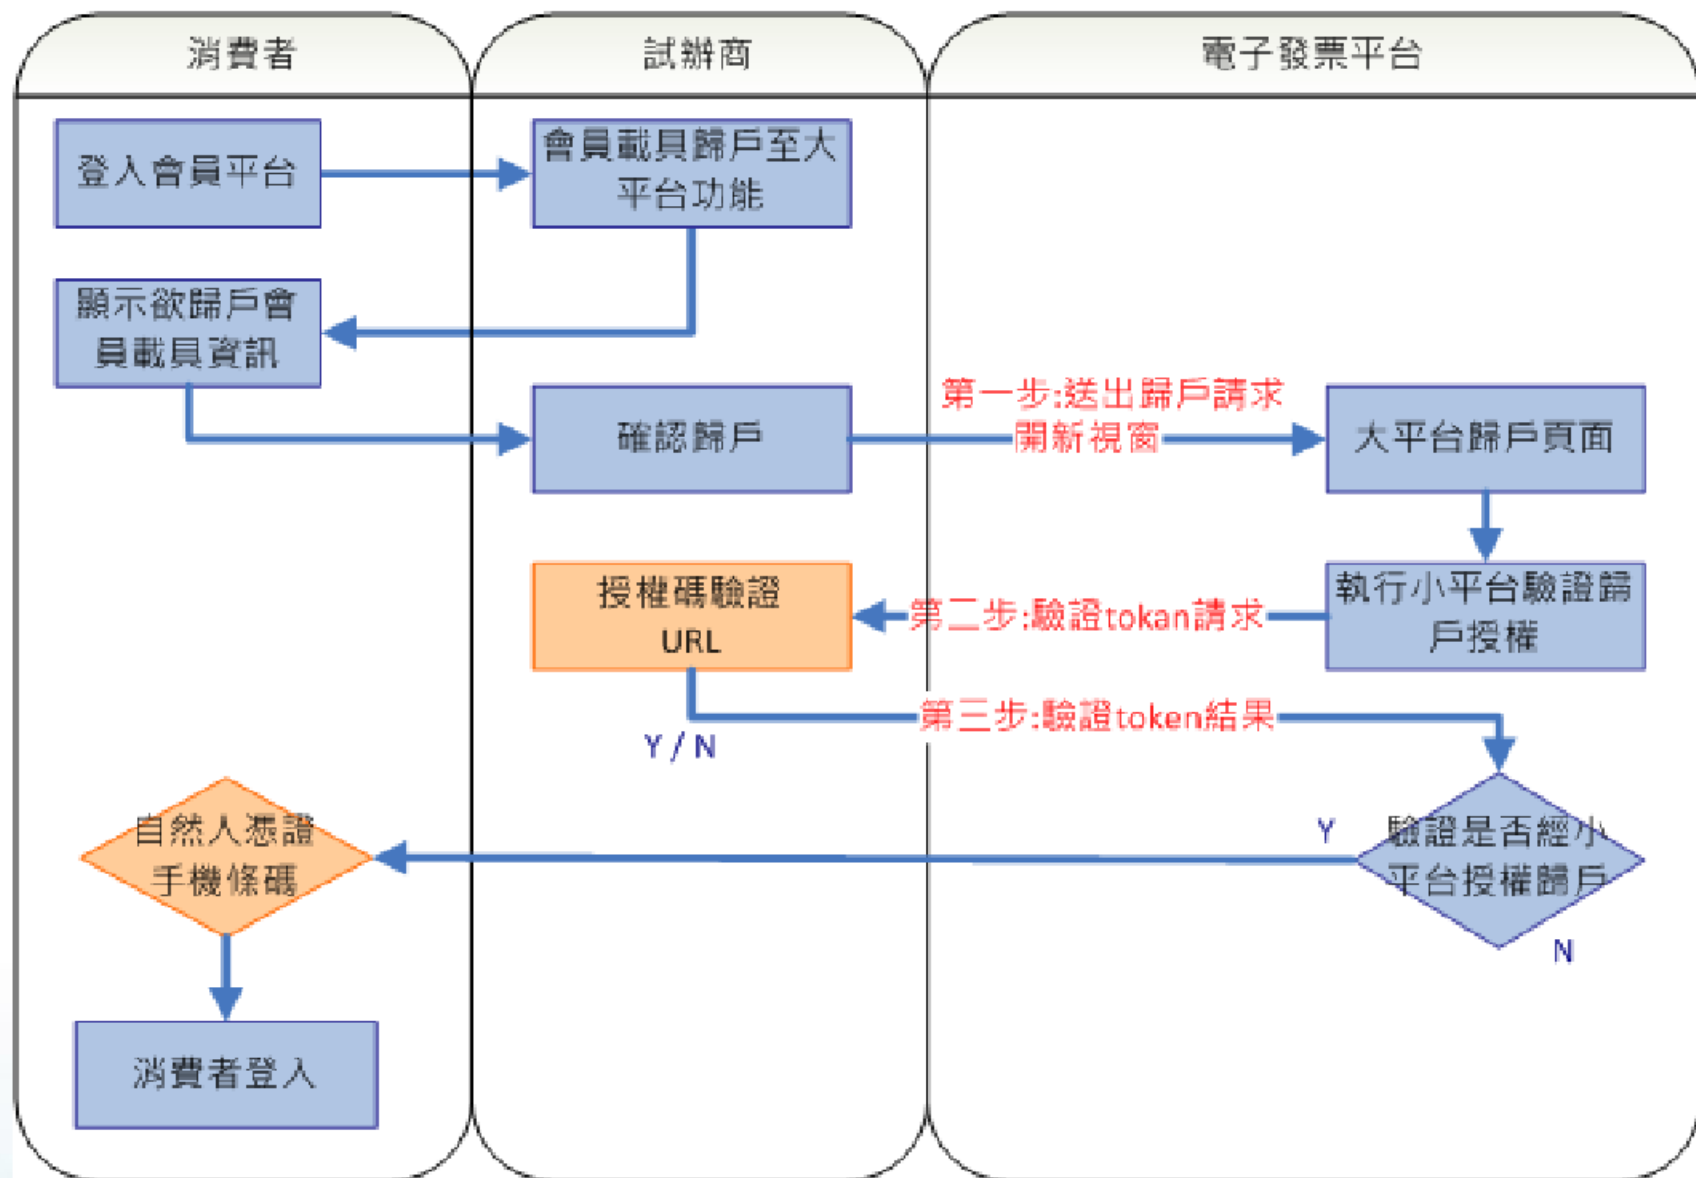 消費者
試辦商
電子發票平台
登入會員平台
會員載具歸戶至大
平台功能
顯示欲歸戶會
員載具資訊
確認歸戶
第一步:送出歸戶請求
開新視窗
大平台歸戶頁面
授權碼驗證
URL
第二步:驗證tokan請求
執行小平台驗證歸
戶授權
第三步:驗證token結果
Y / N
自然人憑證
手機條碼
Y
驗證是否經小
平台授權歸戶
N
消費者登入